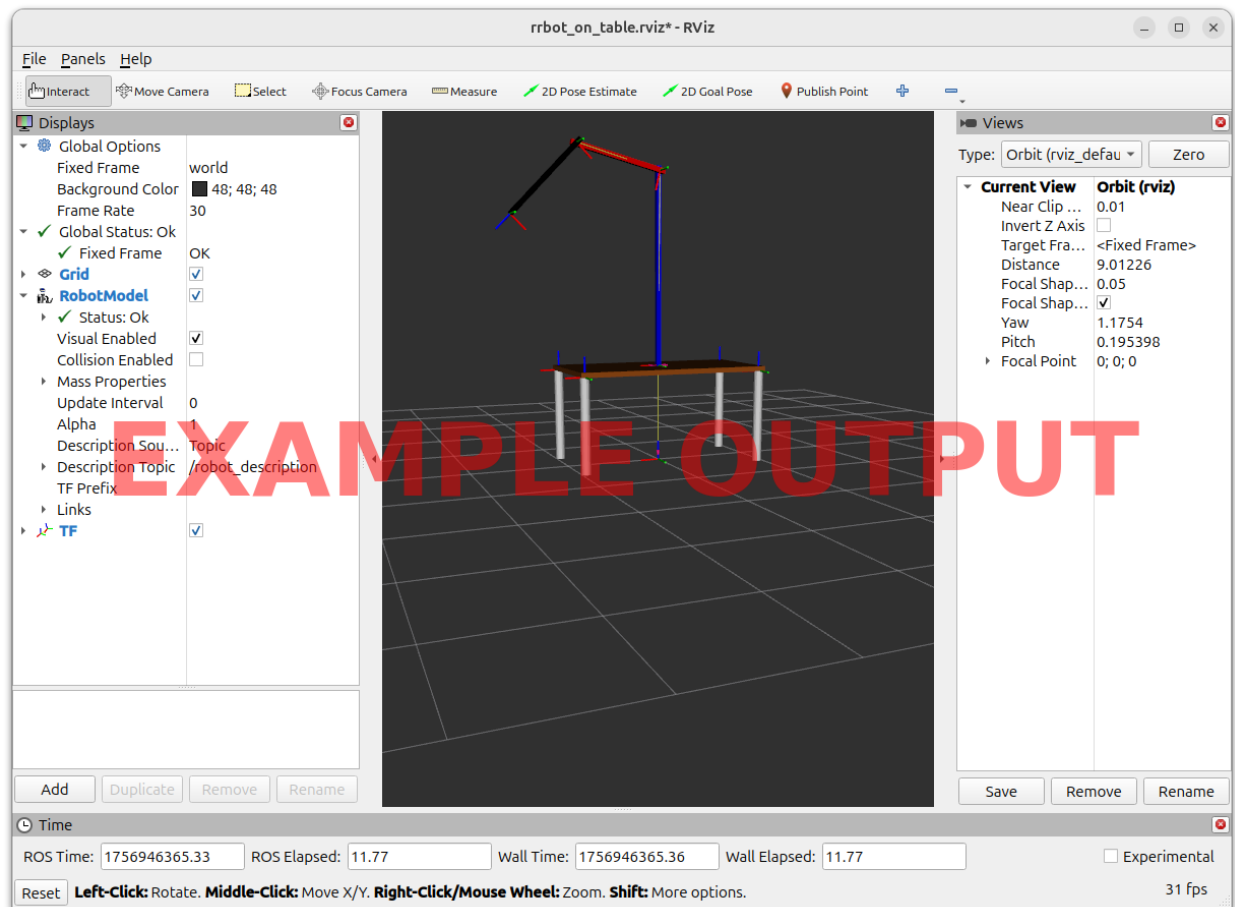 rrbot_on_table.rviz* - RViz
File Panels Help
Interact Move Camera Select Focus Camera Measure 2D Pose Estimate 2D Goal Pose Publish Point
Displays
Global Options
Fixed Frame world
Background Color 48; 48; 48
Frame Rate 30
Global Status: Ok
Fixed Frame OK
Grid
RobotModel
Status: Ok
Visual Enabled
Collision Enabled
Mass Properties
Update Interval 0
Alpha 1
Description Sou... Topic
Description Topic /robot_description
TF Prefix
Links
TF
Add Duplicate Remove Rename
EXAMPLE OUTPUT
Views
Type: Orbit (rviz_defau Zero
Current View Orbit (rviz)
Near Clip ... 0.01
Invert Z Axis
Target Fra... <Fixed Frame>
Distance 9.01226
Focal Shap... 0.05
Focal Shap...
Yaw 1.1754
Pitch 0.195398
Focal Point 0; 0; 0
Save Remove Rename
Time
ROS Time: 1756946365.33 ROS Elapsed: 11.77 Wall Time: 1756946365.36 Wall Elapsed: 11.77 Experimental
Reset Left-Click: Rotate. Middle-Click: Move X/Y. Right-Click/Mouse Wheel: Zoom. Shift: More options. 31 fps